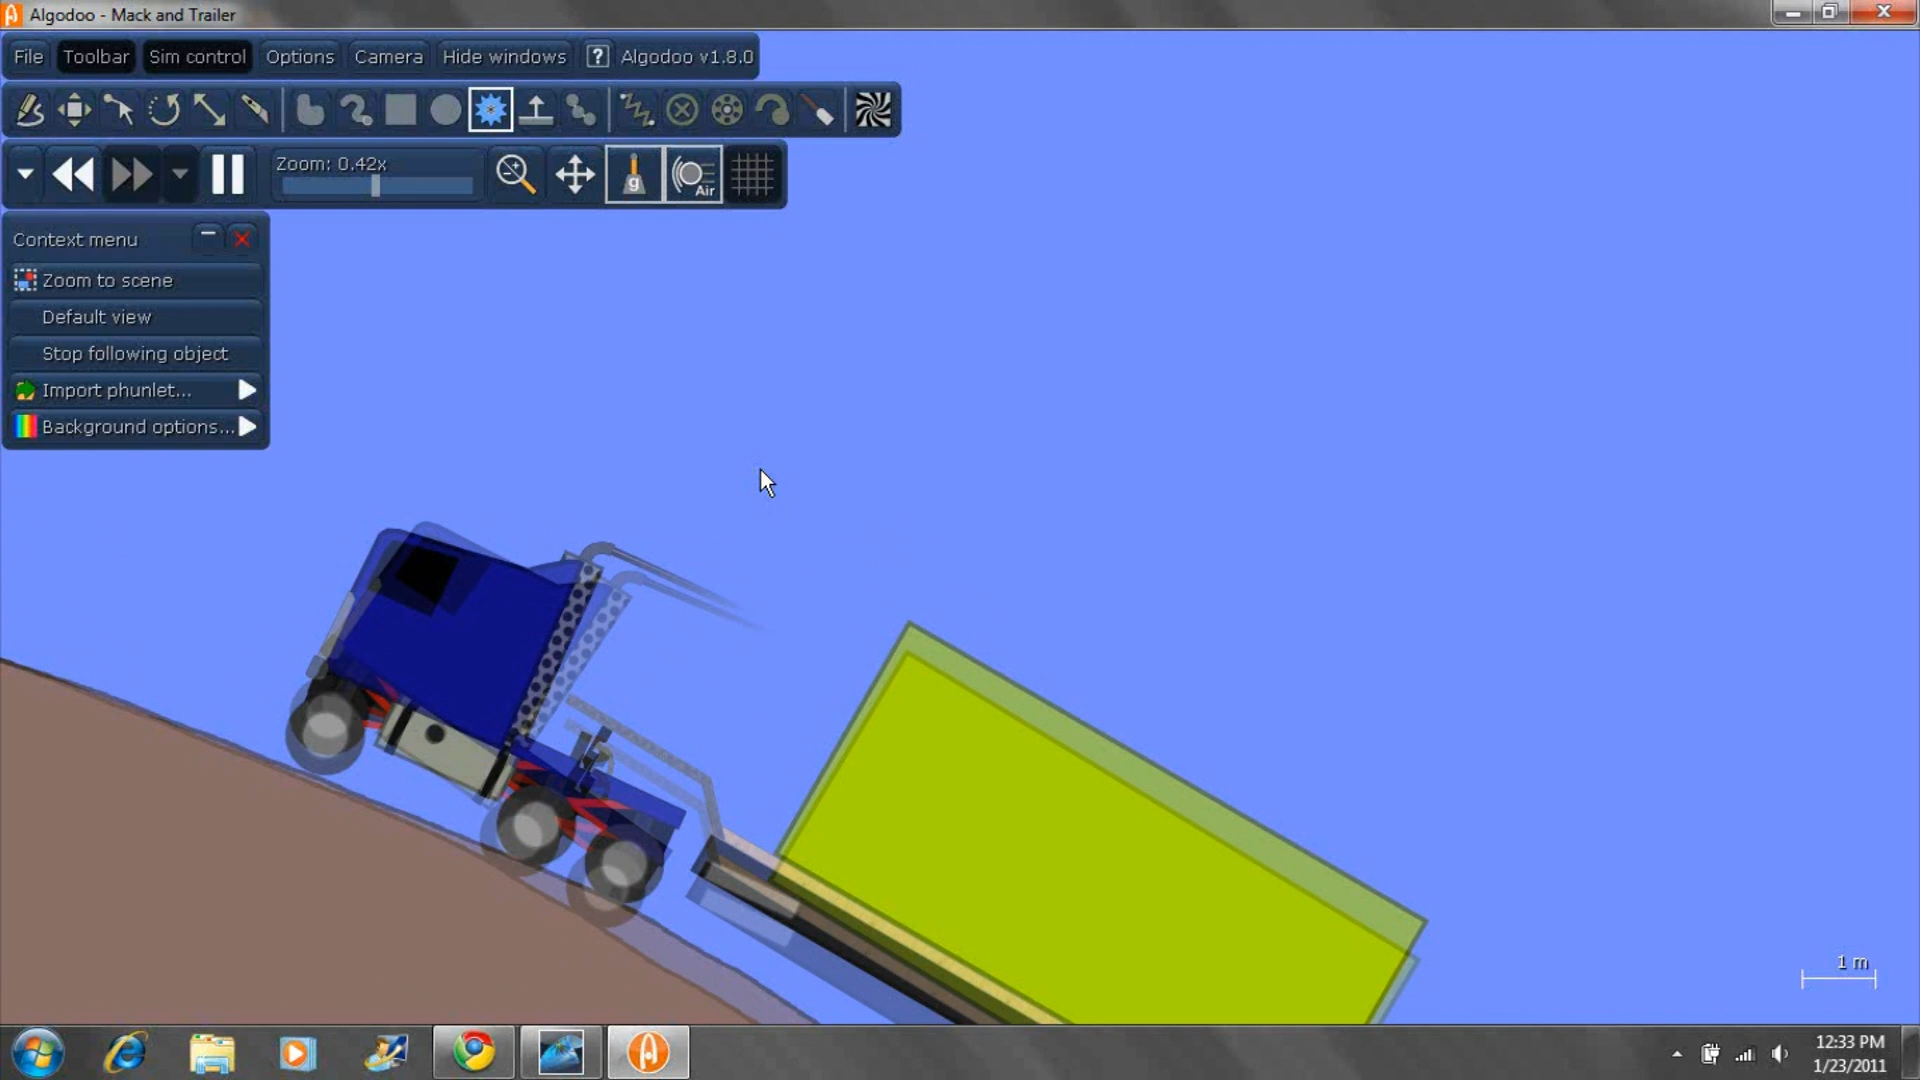 Algodoo - Mack and Trailer
File Toolbar Sim control Options Camera Hide windows ? Algodoo v1.8.0
Zoom: 0.42x
g
Air
Context menu
Zoom to scene
Default view
Stop following object
Import phunlet...
Background options...
1 m
12:33 PM
1/23/2011